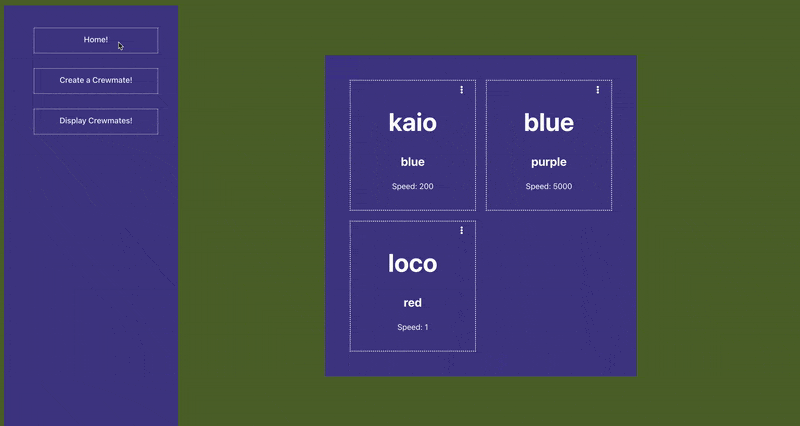 Home!
Create a Crewmate!
Display Crewmates!
kaio
blue
Speed: 200
blue
purple
Speed: 5000
loco
red
Speed: 1